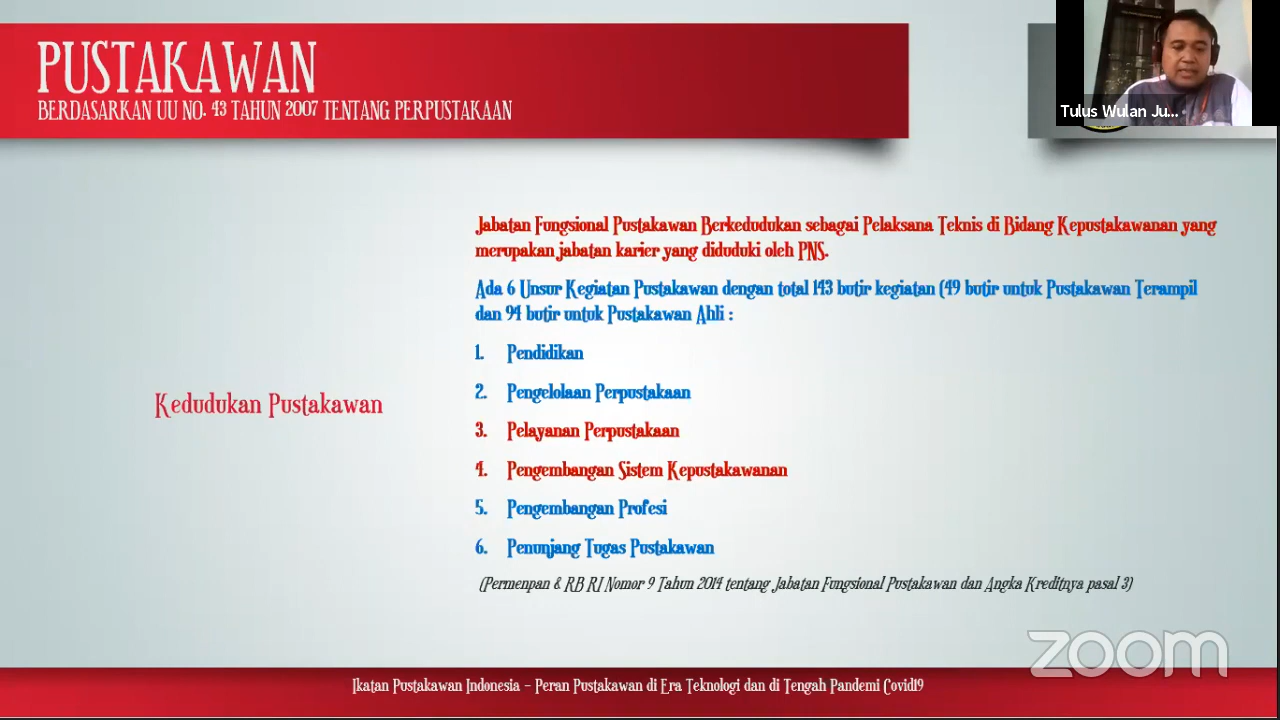 PUSTAKAWAN
BERDASARKAN UU NO. 43 TAHUN 2007 TENTANG PERPUSTAKAAN
Tulus Wulan Ju...
Jabatan Fungsional Pustakawan Berkedudukan sebagai Pelaksana Teknis di Bidang Kepustakawanan yang
merupakan jabatan karier yang diduduki oleh PNS.
Ada 6 Unsur Kegiatan Pustakawan dengan total 143 butir kegiatan (49 butir untuk Pustakawan Terampil
dan 94 butir untuk Pustakawan Ahli :
1. Pendidikan
2. Pengelolaan Perpustakaan
Kedudukan Pustakawan
3. Pelayanan Perpustakaan
4. Pengembangan Sistem Kepustakawanan
5. Pengembangan Profesi
6. Penunjang Tugas Pustakawan
(Permenpan & RB RI Nomor 9 Tahun 2014 tentang Jabatan Fungsional Pustakawan dan Angka Kreditnya pasal 3)
zoom
Ikatan Pustakawan Indonesia – Peran Pustakawan di Era Teknologi dan di Tengah Pandemi Covid19